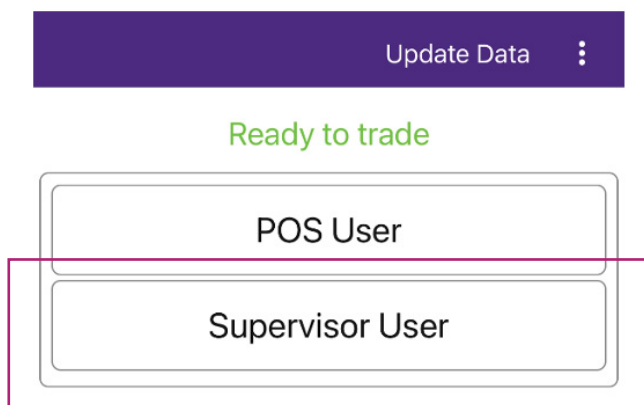 Update Data
Ready to trade
POS User
Supervisor User